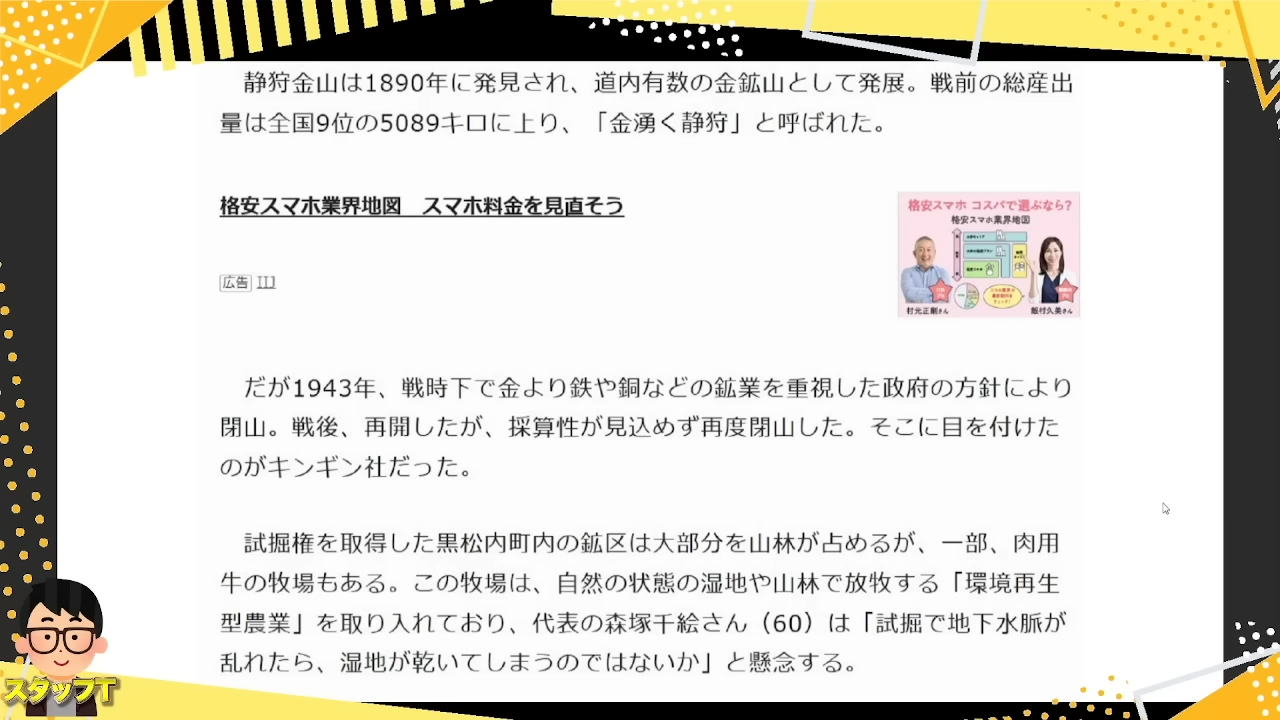 静狩金山は1890年に発見され、道内有数の金鉱山として発展。戦前の総産出
量は全国9位の5089キロに上り、「金湧く静狩」と呼ばれた。
格安スマホ業界地図　スマホ料金を見直そう
広告 IIJ
格安スマホ コスパで選ぶなら?
格安スマホ業界地図
村元正剛さん
飯村久美さん
だが1943年、戦時下で金より鉄や銅などの鉱業を重視した政府の方針により
閉山。戦後、再開したが、採算性が見込めず再度閉山した。そこに目を付けた
のがキンギン社だった。
試掘権を取得した黒松内町内の鉱区は大部分を山林が占めるが、一部、肉用
牛の牧場もある。この牧場は、自然の状態の湿地や山林で放牧する「環境再生
型農業」を取り入れており、代表の森塚千絵さん（60）は「試掘で地下水脈が
乱れたら、湿地が乾いてしまうのではないか」と懸念する。
スタッフT